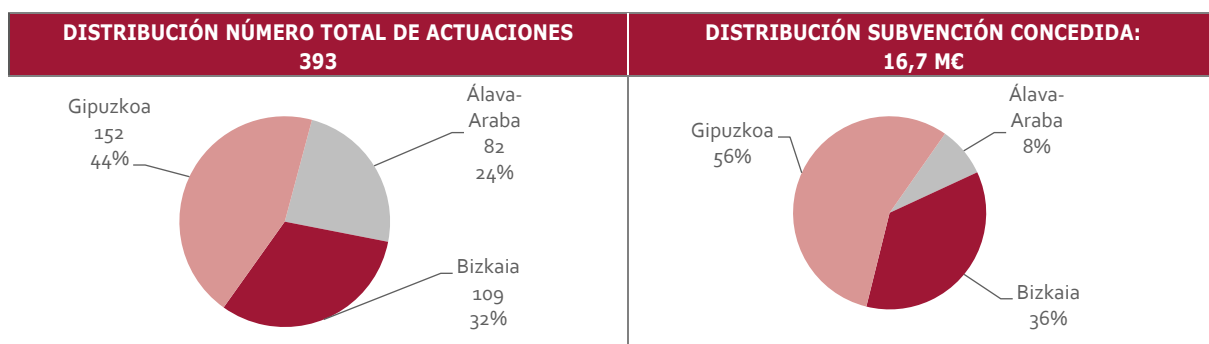 DISTRIBUCIÓN NÚMERO TOTAL DE ACTUACIONES
393
DISTRIBUCIÓN SUBVENCIÓN CONCEDIDA:
16,7 M€
Gipuzkoa
152
44%
Álava-
Araba
82
24%
Bizkaia
109
32%
Gipuzkoa
56%
Álava-
Araba
8%
Bizkaia
36%